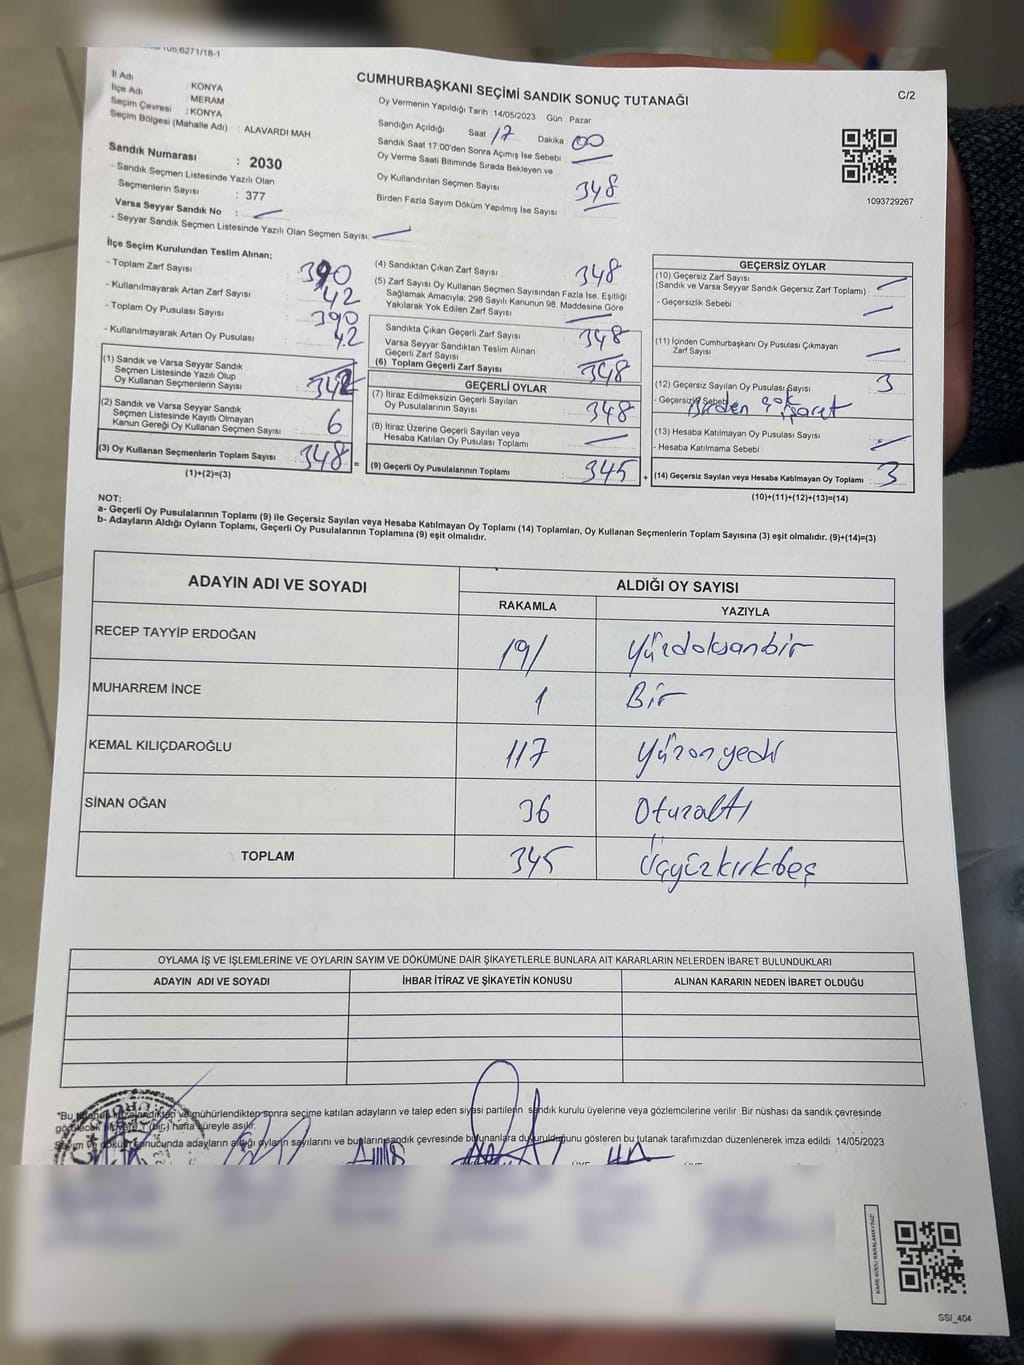 6271/18-1
CUMHURBAŞKANI SEÇİMİ SANDIK SONUÇ TUTANAĞI
C/2
İl Adı : KONYA
İlçe Adı : MERAM
Seçim Çevresi : KONYA
Seçim Bölgesi (Mahalle Adı) : ALAVARDI MAH
Sandık Numarası : 2030
- Sandık Seçmen Listesinde Yazılı Olan
Seçmenlerin Sayısı : 377
Varsa Seyyar Sandık No :
- Seyyar Sandık Seçmen Listesinde Yazılı Olan Seçmen Sayısı:
Oy Vermenin Yapıldığı Tarih : 14/05/2023 Gün : Pazar
Sandığın Açıldığı Saat 17 Dakika 00
Sandık Saat 17:00'den Sonra Açımış İse Sebebi
Oy Verme Saati Bitiminde Sırada Bekleyen ve
Oy Kullandırılan Seçmen Sayısı 348
Birden Fazla Sayım Döküm Yapılmış İse Sayısı
1093729267
İlçe Seçim Kurulundan Teslim Alınan;
- Toplam Zarf Sayısı 390
- Kullanılmayarak Artan Zarf Sayısı 42
- Toplam Oy Pusulası Sayısı 390
- Kullanılmayarak Artan Oy Pusulası 42
(1) Sandık ve Varsa Seyyar Sandık
Seçmen Listesinde Yazılı Olup
Oy Kullanan Seçmenlerin Sayısı 342
(2) Sandık ve Varsa Seyyar Sandık
Seçmen Listesinde Kayıtlı Olmayan
Kanun Gereği Oy Kullanan Seçmen Sayısı 6
(3) Oy Kullanan Seçmenlerin Toplam Sayısı 348 =
(1)+(2)=(3)
(4) Sandıktan Çıkan Zarf Sayısı 348
(5) Zarf Sayısı Oy Kullanan Seçmen Sayısından Fazla İse, Eşitliği
Sağlamak Amacıyla, 298 Sayılı Kanunun 98. Maddesine Göre
Yakılarak Yok Edilen Zarf Sayısı
Sandıkta Çıkan Geçerli Zarf Sayısı 348
Varsa Seyyar Sandıktan Teslim Alınan
Geçerli Zarf Sayısı
(6) Toplam Geçerli Zarf Sayısı 348
GEÇERLİ OYLAR
(7) İtiraz Edilmeksizin Geçerli Sayılan
Oy Pusulalarının Sayısı 348
(8) İtiraz Üzerine Geçerli Sayılan veya
Hesaba Katılan Oy Pusulası Toplamı
(9) Geçerli Oy Pusulalarının Toplamı 345 +
GEÇERSİZ OYLAR
(10) Geçersiz Zarf Sayısı
(Sandık ve Varsa Seyyar Sandık Geçersiz Zarf Toplamı) :
- Geçersizlik Sebebi :
(11) İçinden Cumhurbaşkanı Oy Pusulası Çıkmayan
Zarf Sayısı
(12) Geçersiz Sayılan Oy Pusulası Sayısı 3
- Geçersizlik Sebebi Birden çok işaret
(13) Hesaba Katılmayan Oy Pusulası Sayısı
- Hesaba Katılmama Sebebi :
(14) Geçersiz Sayılan veya Hesaba Katılmayan Oy Toplamı 3
(10)+(11)+(12)+(13)=(14)
NOT:
a- Geçerli Oy Pusulalarının Toplamı (9) ile Geçersiz Sayılan veya Hesaba Katılmayan Oy Toplamı (14) Toplamları, Oy Kullanan Seçmenlerin Toplam Sayısına (3) eşit olmalıdır. (9)+(14)=(3)
b- Adayların Aldığı Oyların Toplamı, Geçerli Oy Pusulalarının Toplamına (9) eşit olmalıdır.
ADAYIN ADI VE SOYADI ALDIĞI OY SAYISI
RAKAMLA YAZIYLA
RECEP TAYYİP ERDOĞAN 191 Yüzdoksanbir
MUHARREM İNCE 1 Bir
KEMAL KILIÇDAROĞLU 117 Yüzonyedi
SİNAN OĞAN 36 Otuzaltı
TOPLAM 345 Üçyüzkırkbeş
OYLAMA İŞ VE İŞLEMLERİNE VE OYLARIN SAYIM VE DÖKÜMÜNE DAİR ŞİKAYETLERLE BUNLARA AİT KARARLARIN NELERDEN İBARET BULUNDUKLARI
ADAYIN ADI VE SOYADI İHBAR İTİRAZ VE ŞİKAYETİN KONUSU ALINAN KARARIN NEDEN İBARET OLDUĞU
"Bu tutanak imzalandıktan ve mühürlendikten sonra seçime katılan adayların ve talep eden siyasi partilerin sandık kurulu üyelerine veya gözlemcilerine verilir. Bir nüshası da sandık çevresinde
görülecek bir yere 1 (bir) hafta süreyle asılır.
Sayım ve döküm sonucunda adayların aldığı oyların sayılarını ve bunların sandık çevresinde bulunanlara duyurulduğunu gösteren bu tutanak tarafımızdan düzenlenerek imza edildi. 14/05/2023
KARE KODU KARALAMAYINIZ!
SSI_404